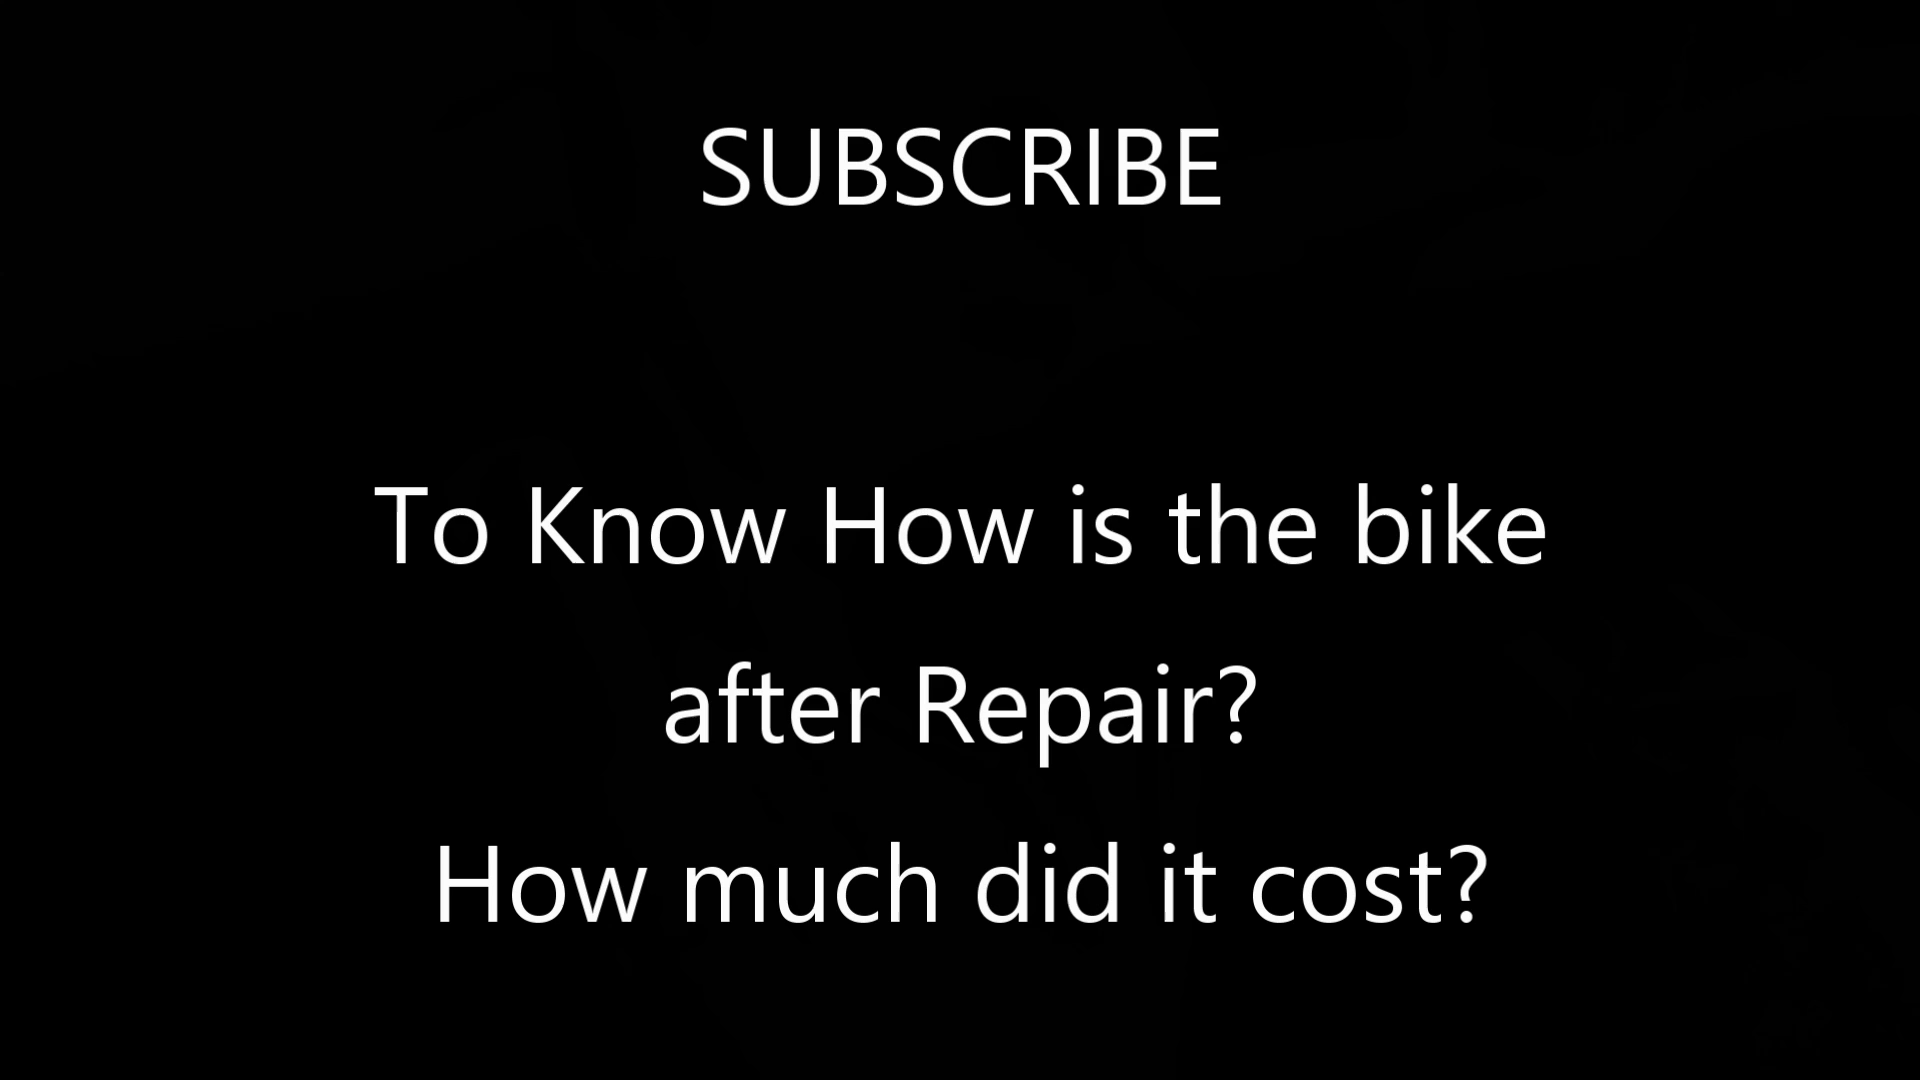 SUBSCRIBE
To Know How is the bike
after Repair?
How much did it cost?